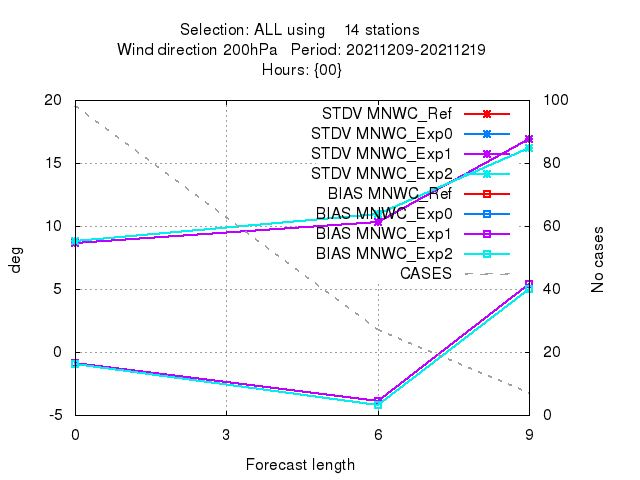 Selection: ALL using    14 stations
Wind direction 200hPa   Period: 20211209-20211219
Hours: {00}
20
15
10
5
0
-5
deg
100
80
60
40
20
0
No cases
STDV MNWC_Ref
STDV MNWC_Exp0
STDV MNWC_Exp1
STDV MNWC_Exp2
BIAS MNWC_Ref
BIAS MNWC_Exp0
BIAS MNWC_Exp1
BIAS MNWC_Exp2
CASES
0 3 6 9
Forecast length